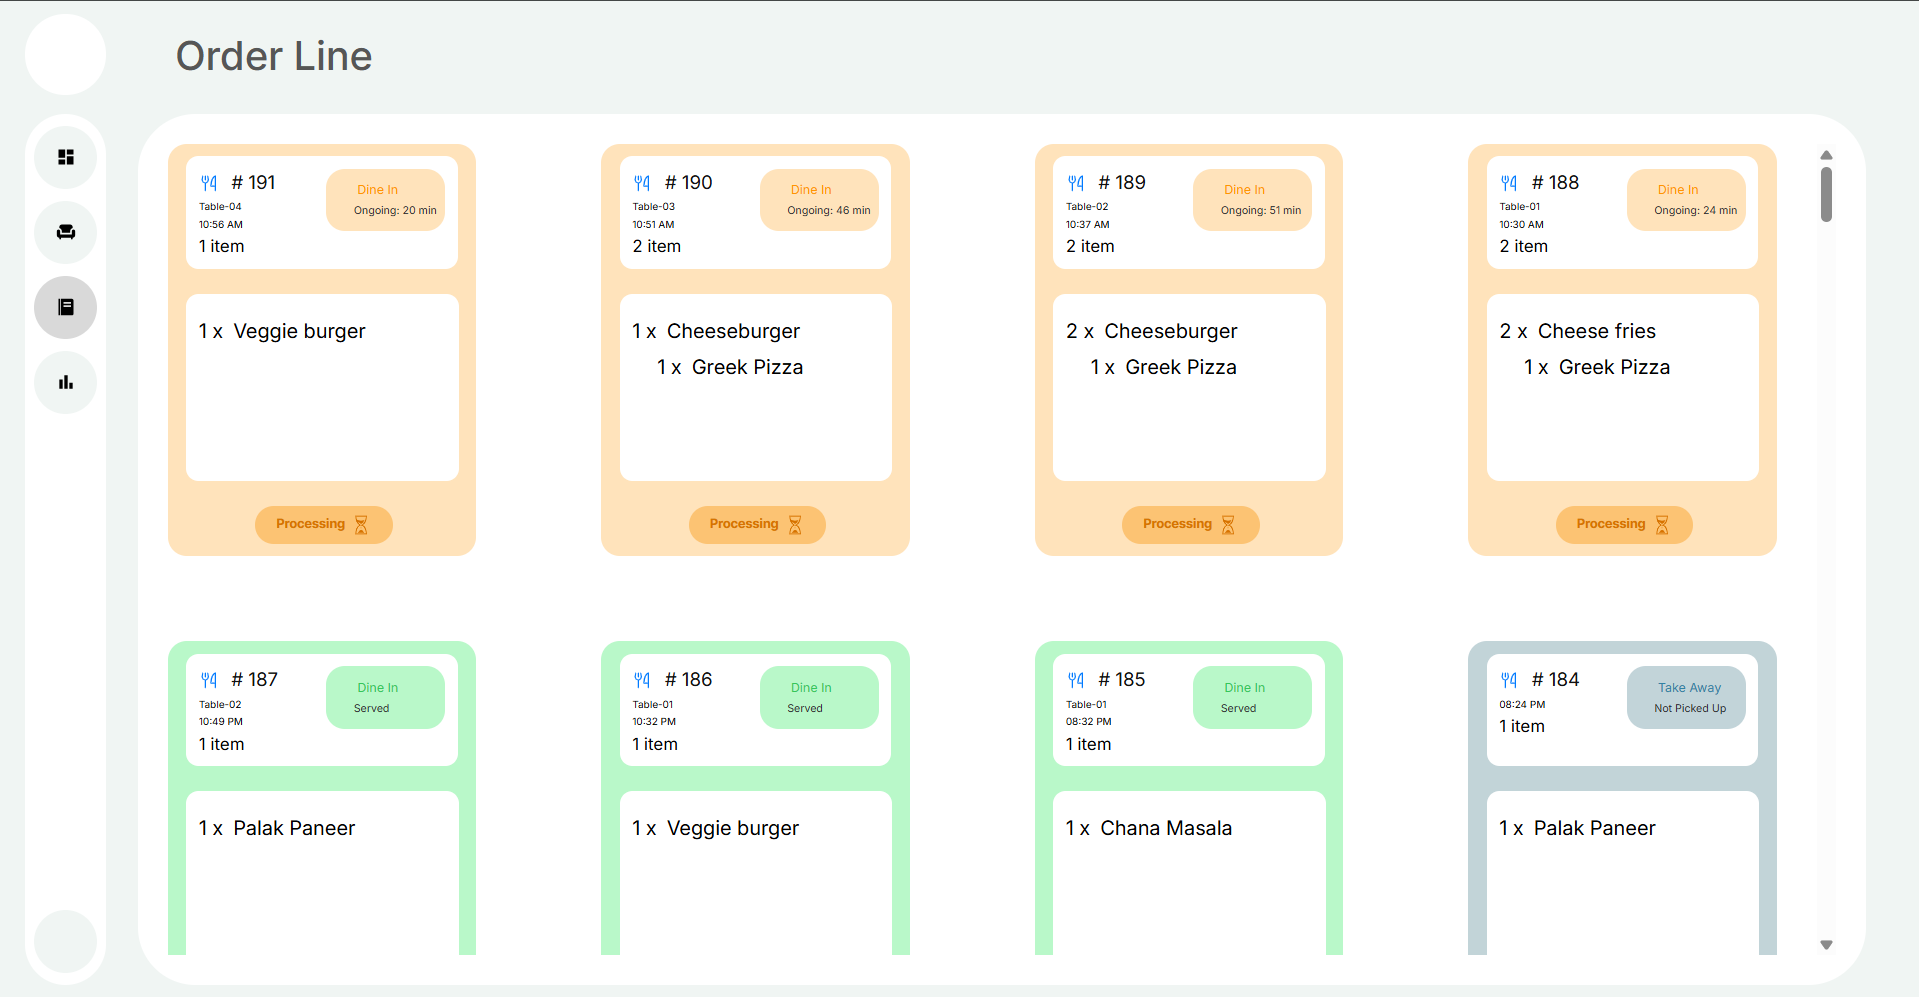 Order Line
# 191
Table-04
10:56 AM
1 item
Dine In
Ongoing: 20 min
1 x Veggie burger
Processing
# 190
Table-03
10:51 AM
2 item
Dine In
Ongoing: 46 min
1 x Cheeseburger
1 x Greek Pizza
Processing
# 189
Table-02
10:37 AM
2 item
Dine In
Ongoing: 51 min
2 x Cheeseburger
1 x Greek Pizza
Processing
# 188
Table-01
10:30 AM
2 item
Dine In
Ongoing: 24 min
2 x Cheese fries
1 x Greek Pizza
Processing
# 187
Table-02
10:49 PM
1 item
Dine In
Served
1 x Palak Paneer
# 186
Table-01
10:32 PM
1 item
Dine In
Served
1 x Veggie burger
# 185
Table-01
08:32 PM
1 item
Dine In
Served
1 x Chana Masala
# 184
08:24 PM
1 item
Take Away
Not Picked Up
1 x Palak Paneer